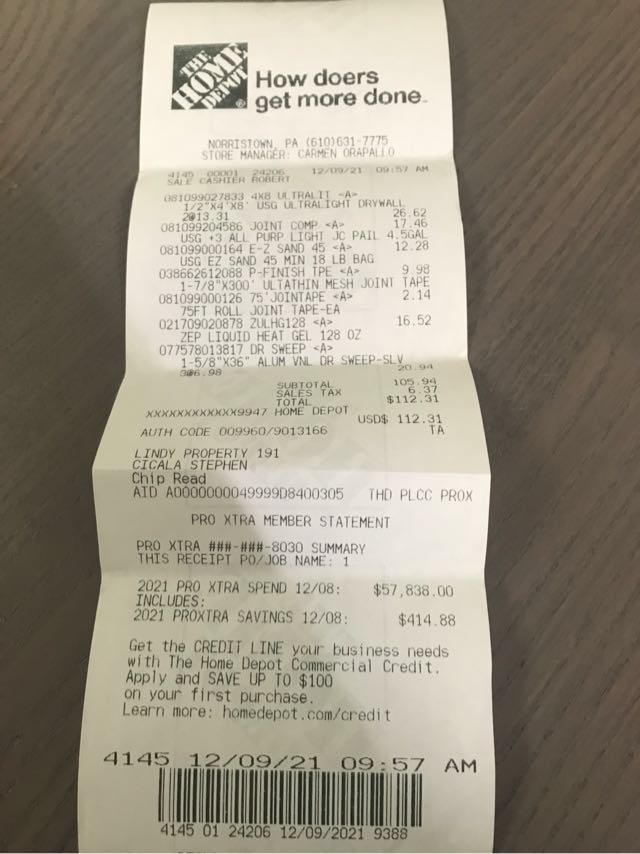 THE
HOME
DEPOT
How doers
get more done.
NORRISTOWN, PA (610)631-7775
STORE MANAGER: CARMEN ORAPALLO
4145 00001 24206 12/09/21 09:57 AM
SALE CASHIER ROBERT
081099027833 4X8 ULTRALIT <A>
1/2"X4'X8' USG ULTRALIGHT DRYWALL
2@13.31 26.62
081099204586 JOINT COMP <A> 17.46
USG +3 ALL PURP LIGHT JC PAIL 4.5GAL
081099000164 E-Z SAND 45 <A> 12.28
USG EZ SAND 45 MIN 18 LB BAG
038662612088 P-FINISH TPE <A> 9.98
1-7/8"X300' ULTATHIN MESH JOINT TAPE
081099000126 75'JOINTAPE <A> 2.14
75FT ROLL JOINT TAPE-EA
021709020878 ZULHG128 <A> 16.52
ZEP LIQUID HEAT GEL 128 OZ
077578013817 DR SWEEP <A>
1-5/8"X36" ALUM VNL DR SWEEP-SLV
3@6.98 20.94
SUBTOTAL 105.94
SALES TAX 6.37
TOTAL $112.31
XXXXXXXXXXXX9947 HOME DEPOT
USD$ 112.31
AUTH CODE 009960/9013166 TA
LINDY PROPERTY 191
CICALA STEPHEN
Chip Read
AID A0000000049999D8400305 THD PLCC PROX
PRO XTRA MEMBER STATEMENT
PRO XTRA ###-###-8030 SUMMARY
THIS RECEIPT PO/JOB NAME: 1
2021 PRO XTRA SPEND 12/08: $57,838.00
INCLUDES:
2021 PROXTRA SAVINGS 12/08: $414.88
Get the CREDIT LINE your business needs
with The Home Depot Commercial Credit.
Apply and SAVE UP TO $100
on your first purchase.
Learn more: homedepot.com/credit
4145 12/09/21 09:57 AM
4145 01 24206 12/09/2021 9388